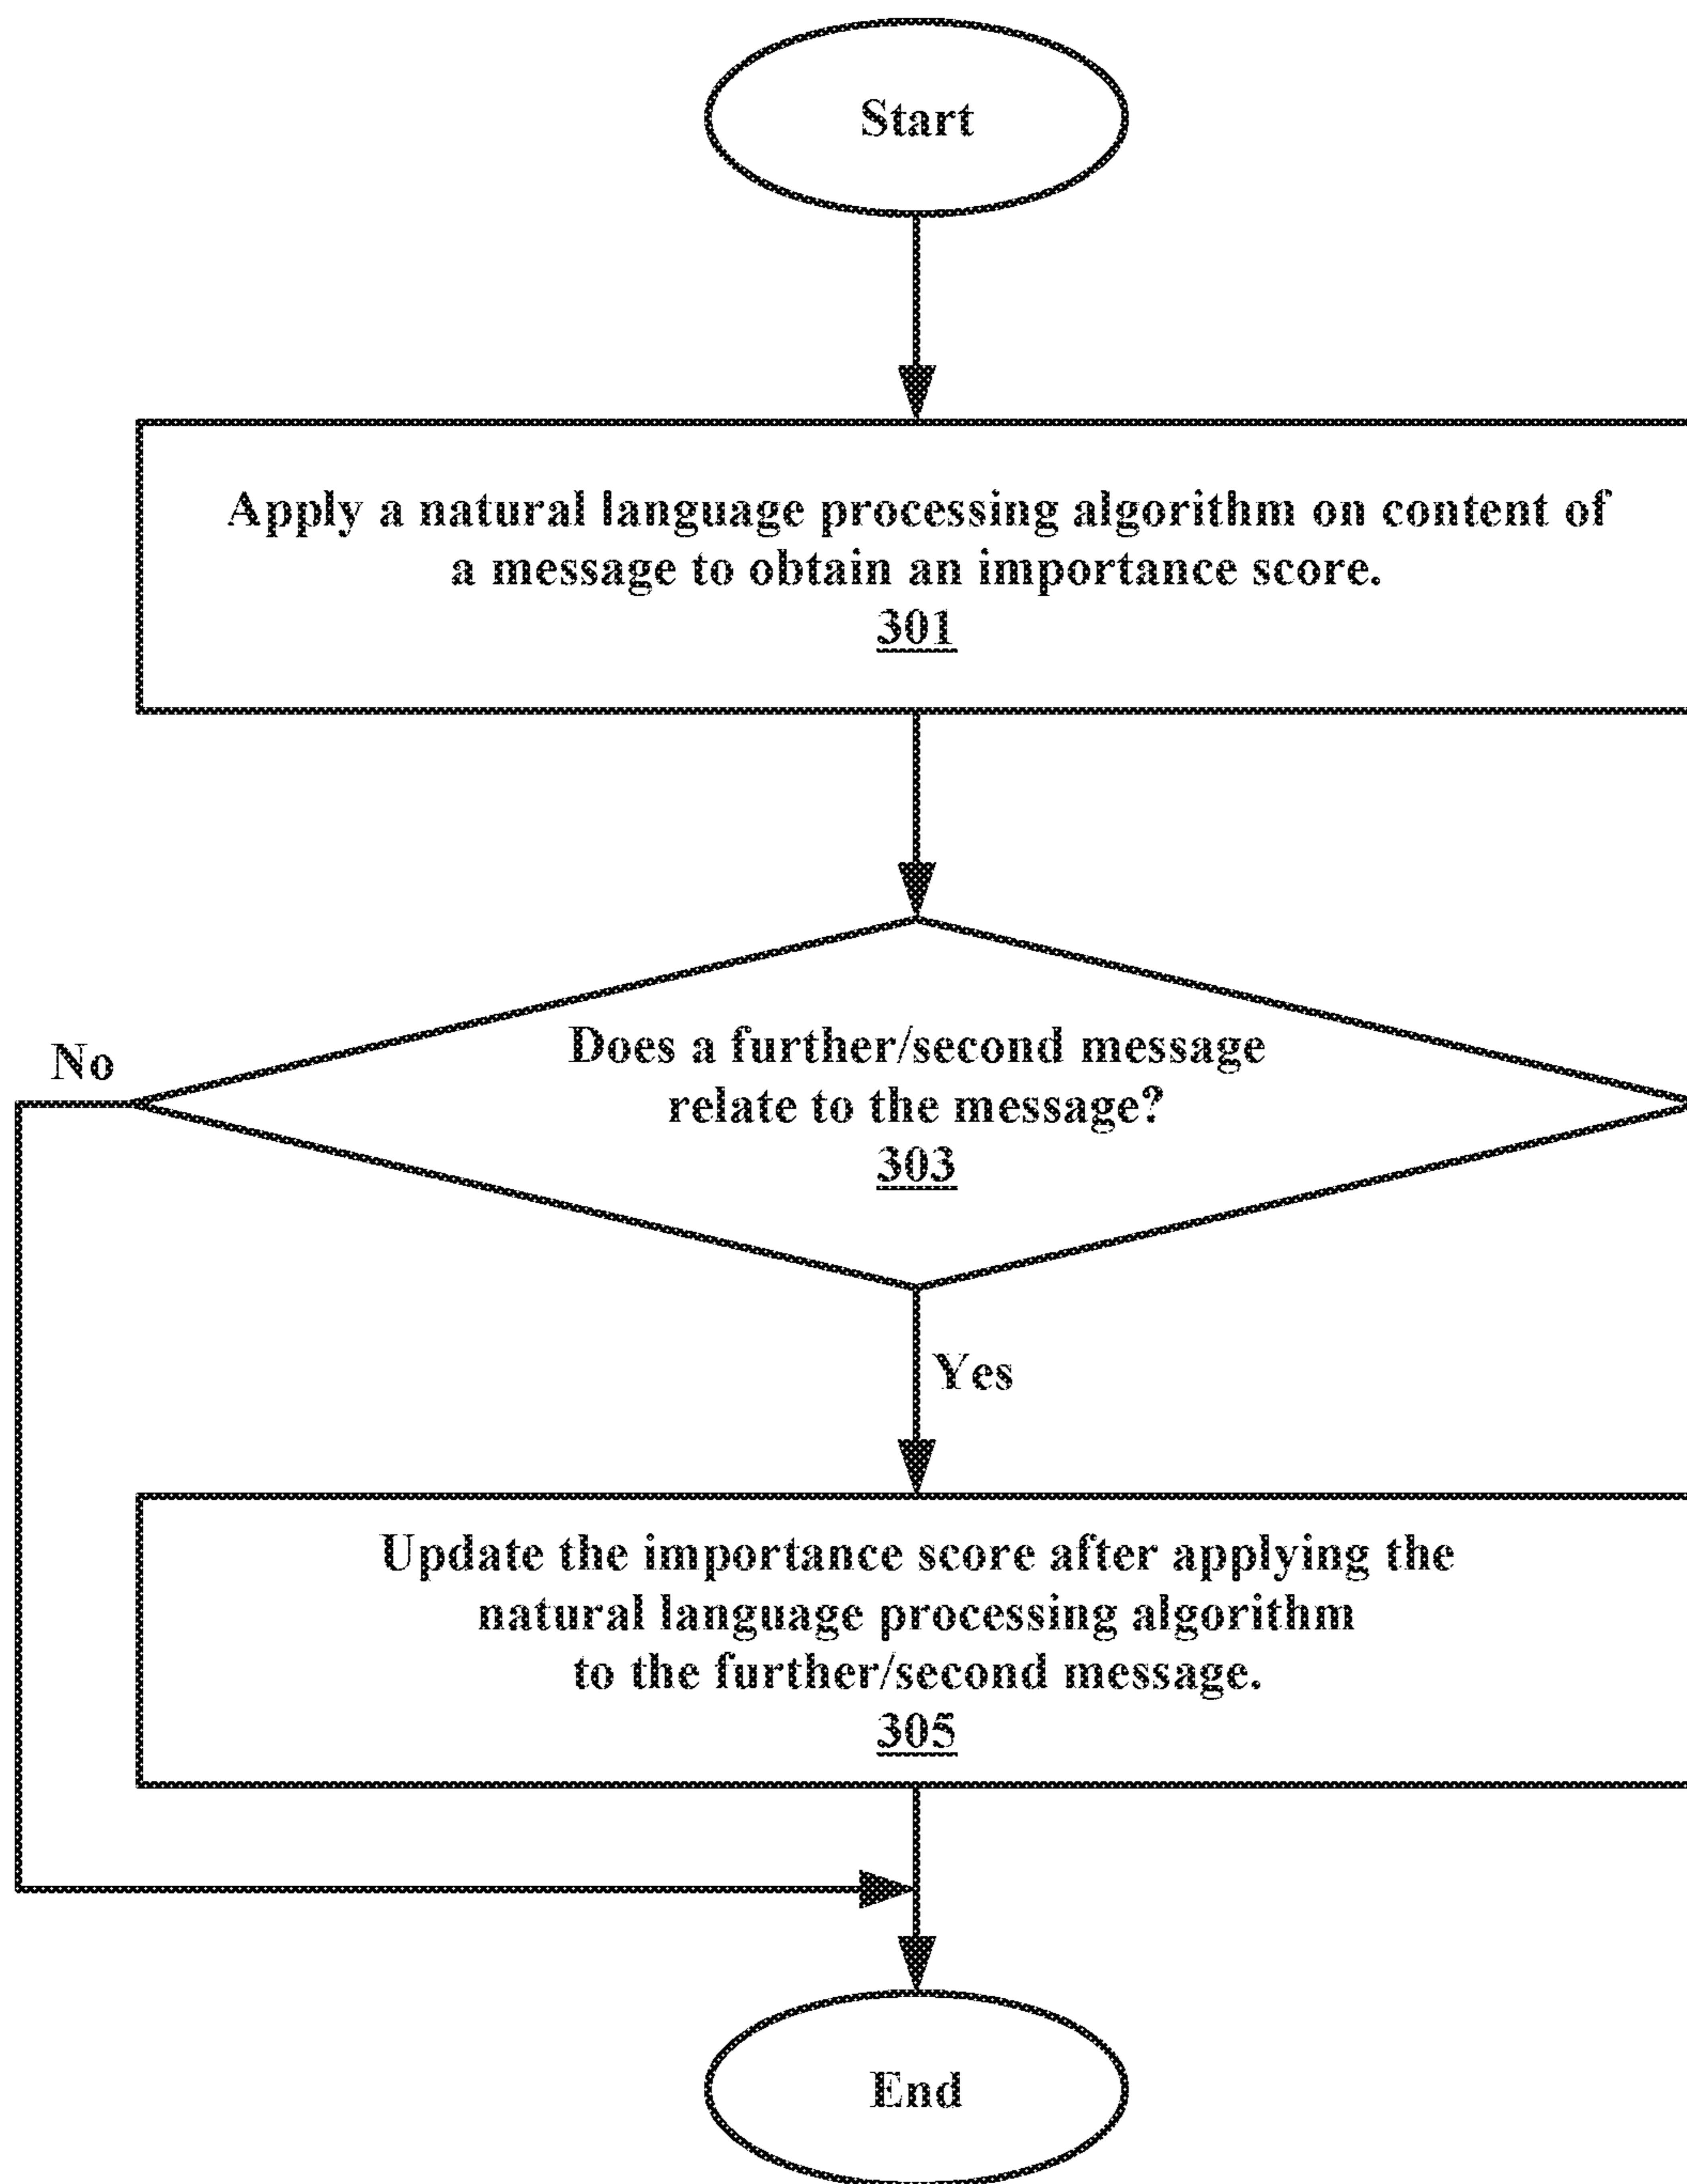 Start
Apply a natural language processing algorithm on content of
a message to obtain an importance score.
301
Does a further/second message
relate to the message?
303
No
Yes
Update the importance score after applying the
natural language processing algorithm
to the further/second message.
305
End